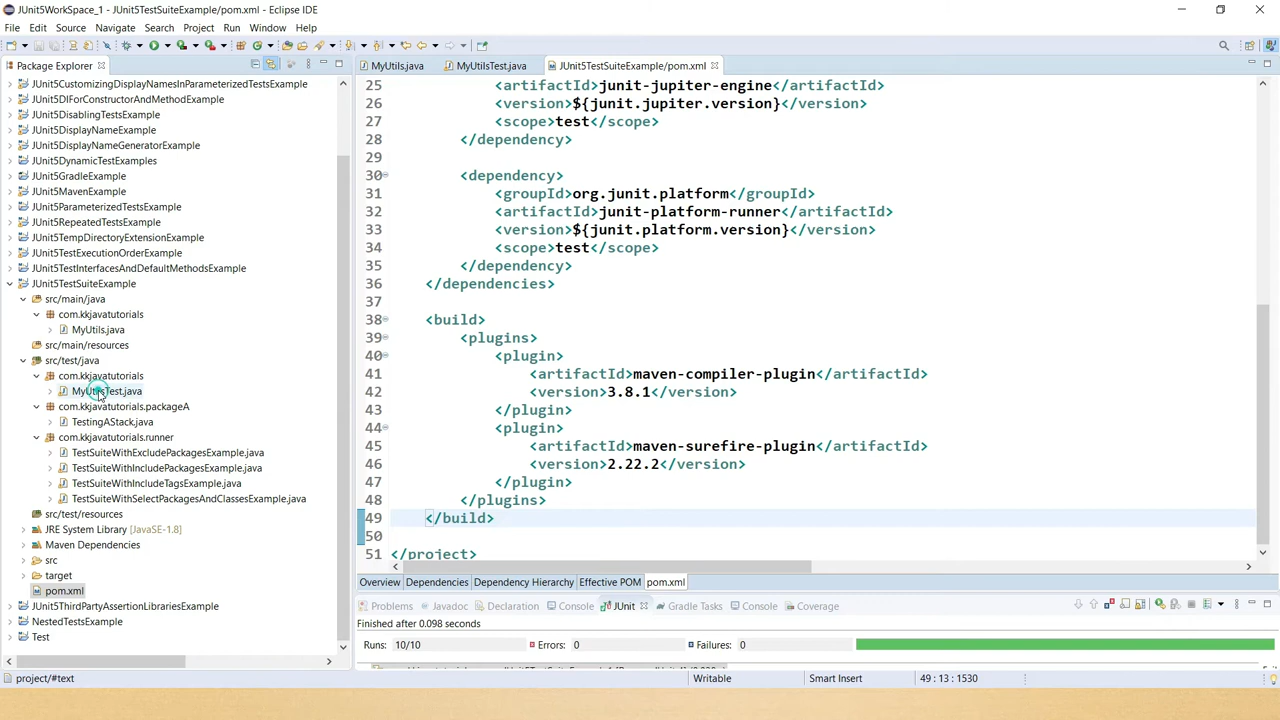 JUnit5WorkSpace_1 - JUnit5TestSuiteExample/pom.xml - Eclipse IDE
File Edit Source Navigate Search Project Run Window Help
Package Explorer
JUnit5CustomizingDisplayNamesInParameterizedTestsExample
JUnit5DIForConstructorAndMethodExample
JUnit5DisablingTestsExample
JUnit5DisplayNameExample
JUnit5DisplayNameGeneratorExample
JUnit5DynamicTestExamples
JUnit5GradleExample
JUnit5MavenExample
JUnit5ParameterizedTestsExample
JUnit5RepeatedTestsExample
JUnit5TempDirectoryExtensionExample
JUnit5TestExecutionOrderExample
JUnit5TestInterfacesAndDefaultMethodsExample
JUnit5TestSuiteExample
src/main/java
com.kkjavatutorials
MyUtils.java
src/main/resources
src/test/java
com.kkjavatutorials
MyUtilsTest.java
com.kkjavatutorials.packageA
TestingAStack.java
com.kkjavatutorials.runner
TestSuiteWithExcludePackagesExample.java
TestSuiteWithIncludePackagesExample.java
TestSuiteWithIncludeTagsExample.java
TestSuiteWithSelectPackagesAndClassesExample.java
src/test/resources
JRE System Library [JavaSE-1.8]
Maven Dependencies
src
target
pom.xml
JUnit5ThirdPartyAssertionLibrariesExample
NestedTestsExample
Test
MyUtils.java MyUtilsTest.java JUnit5TestSuiteExample/pom.xml
25 <artifactId>junit-jupiter-engine</artifactId>
26 <version>${junit.jupiter.version}</version>
27 <scope>test</scope>
28 </dependency>
29
30 <dependency>
31 <groupId>org.junit.platform</groupId>
32 <artifactId>junit-platform-runner</artifactId>
33 <version>${junit.platform.version}</version>
34 <scope>test</scope>
35 </dependency>
36 </dependencies>
37
38 <build>
39 <plugins>
40 <plugin>
41 <artifactId>maven-compiler-plugin</artifactId>
42 <version>3.8.1</version>
43 </plugin>
44 <plugin>
45 <artifactId>maven-surefire-plugin</artifactId>
46 <version>2.22.2</version>
47 </plugin>
48 </plugins>
49 </build>
50
51 </project>
Overview Dependencies Dependency Hierarchy Effective POM pom.xml
Problems Javadoc Declaration Console JUnit Gradle Tasks Console Coverage
Finished after 0.098 seconds
Runs: 10/10 Errors: 0 Failures: 0
project/#text Writable Smart Insert 49 : 13 : 1530